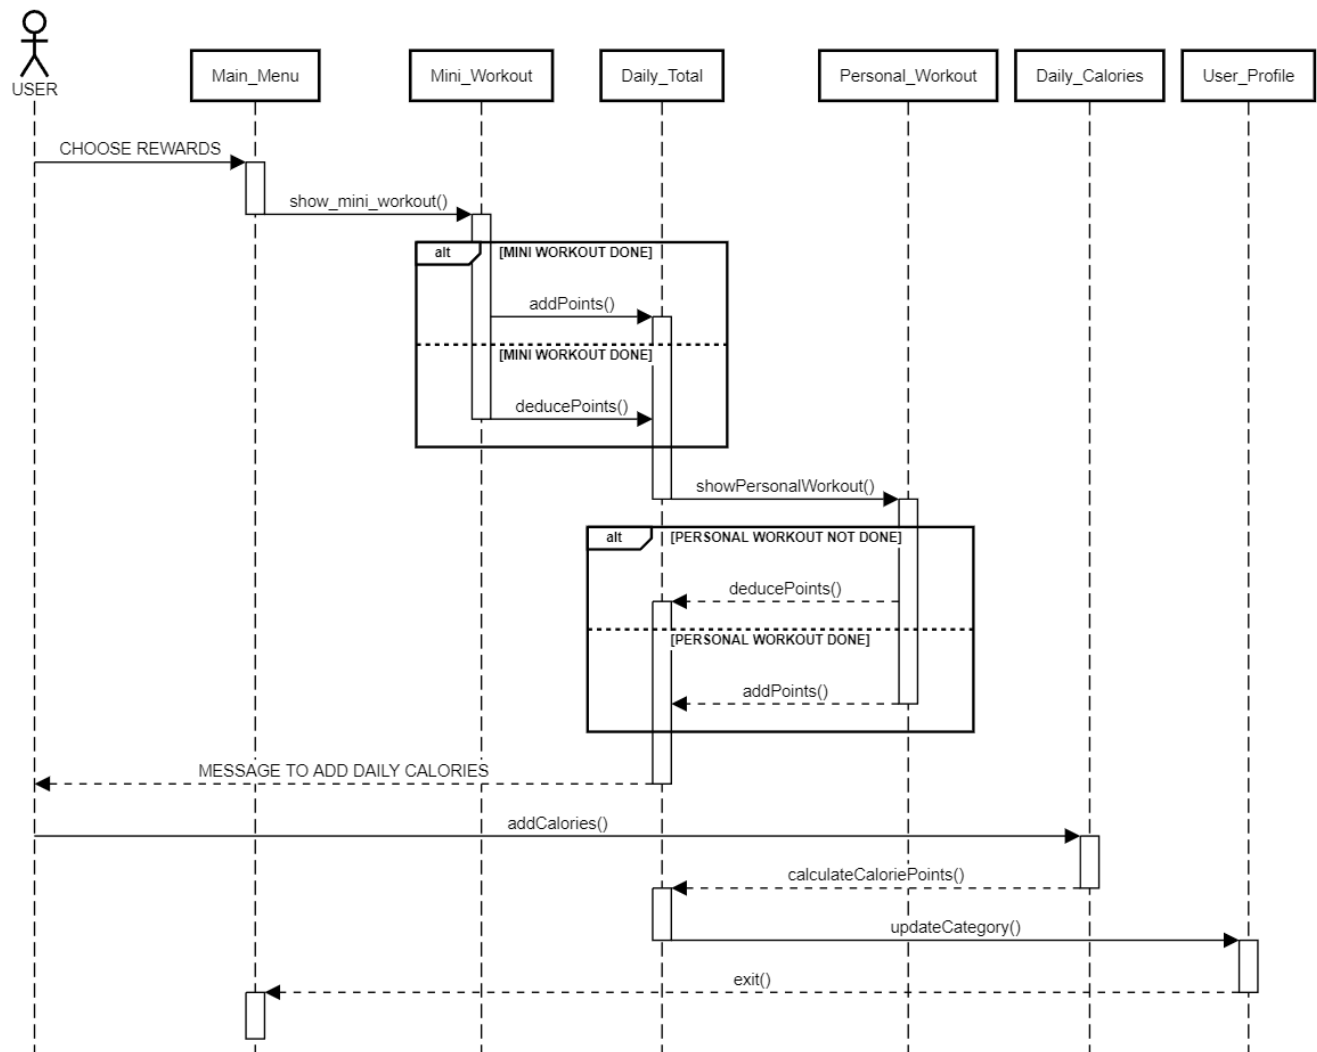 USER
Main_Menu
Mini_Workout
Daily_Total
Personal_Workout
Daily_Calories
User_Profile
CHOOSE REWARDS
show_mini_workout()
alt
[MINI WORKOUT DONE]
addPoints()
[MINI WORKOUT DONE]
deducePoints()
showPersonalWorkout()
alt
[PERSONAL WORKOUT NOT DONE]
deducePoints()
[PERSONAL WORKOUT DONE]
addPoints()
MESSAGE TO ADD DAILY CALORIES
addCalories()
calculateCaloriePoints()
updateCategory()
exit()